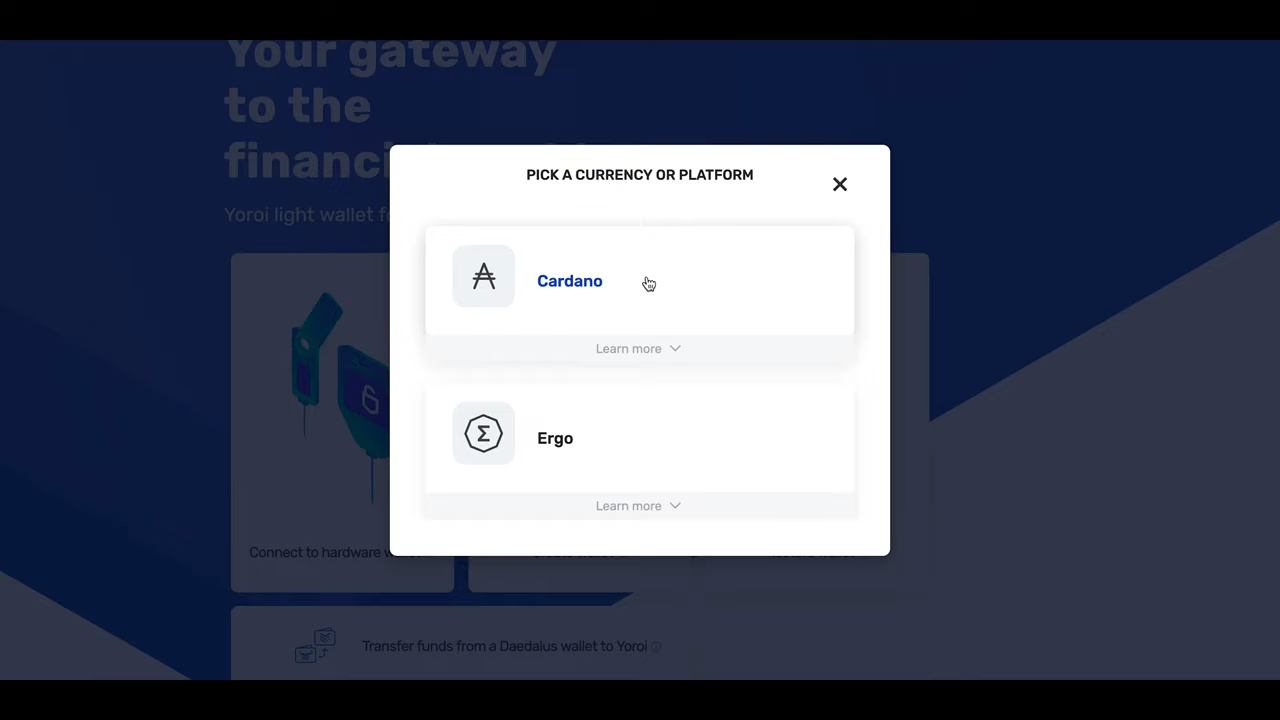 Your gateway
to the
financi
Yoroi light wallet f
PICK A CURRENCY OR PLATFORM
Cardano
Learn more
Ergo
Learn more
Connect to hardware w
Transfer funds from a Daedalus wallet to Yoroi